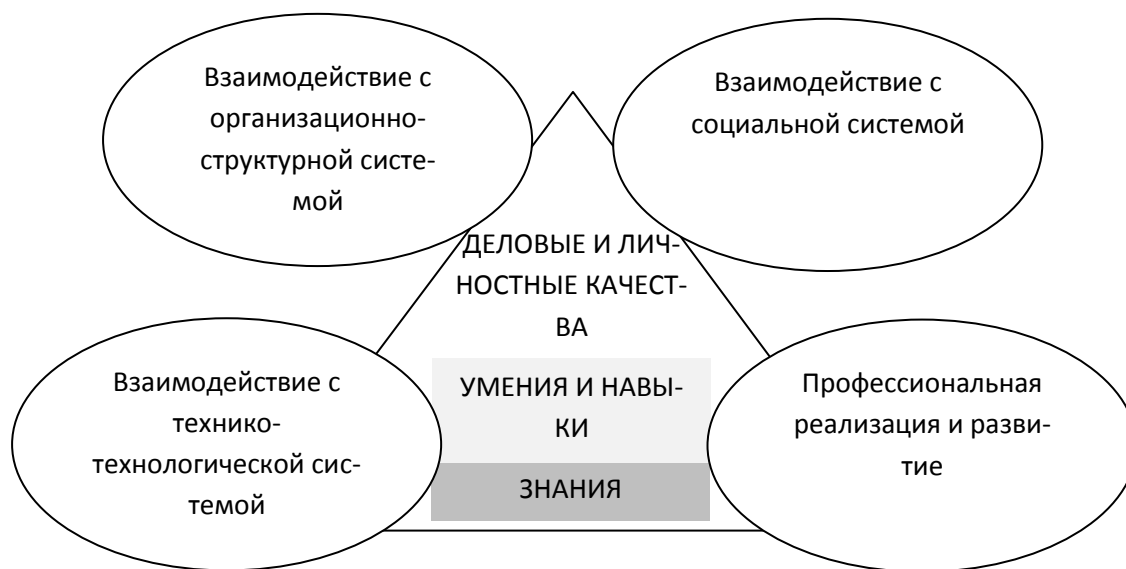 Взаимодействие с
организационно-
структурной систе-
мой
Взаимодействие с
социальной системой
ДЕЛОВЫЕ И ЛИЧ-
НОСТНЫЕ КАЧЕСТ-
ВА
Взаимодействие с
технико-
технологической сис-
темой
УМЕНИЯ И НАВЫ-
КИ
ЗНАНИЯ
Профессиональная
реализация и разви-
тие